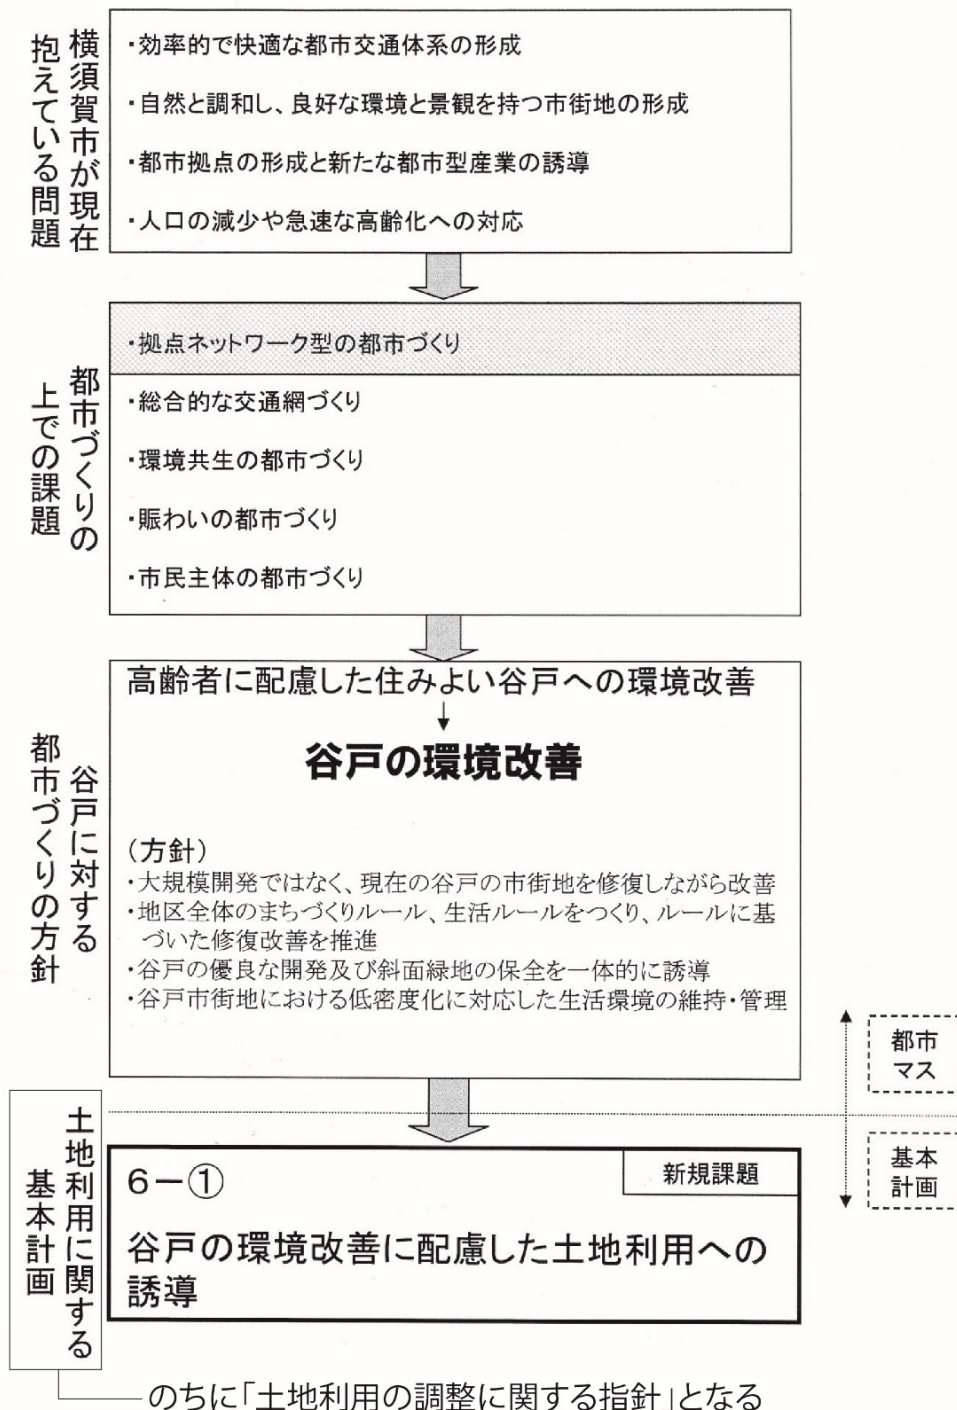 横須賀市が現在
抱えている問題
・効率的で快適な都市交通体系の形成
・自然と調和し、良好な環境と景観を持つ市街地の形成
・都市拠点の形成と新たな都市型産業の誘導
・人口の減少や急速な高齢化への対応
都市づくりの
上での課題
・拠点ネットワーク型の都市づくり
・総合的な交通網づくり
・環境共生の都市づくり
・賑わいの都市づくり
・市民主体の都市づくり
谷戸に対する
都市づくりの方針
高齢者に配慮した住みよい谷戸への環境改善
谷戸の環境改善
(方針)
・大規模開発ではなく、現在の谷戸の市街地を修復しながら改善
・地区全体のまちづくりルール、生活ルールをつくり、ルールに基
づいた修復改善を推進
・谷戸の優良な開発及び斜面緑地の保全を一体的に誘導
・谷戸市街地における低密度化に対応した生活環境の維持・管理
都市
マス
基本
計画
土地利用に関する
基本計画
6-①
新規課題
谷戸の環境改善に配慮した土地利用への
誘導
のちに「土地利用の調整に関する指針」となる